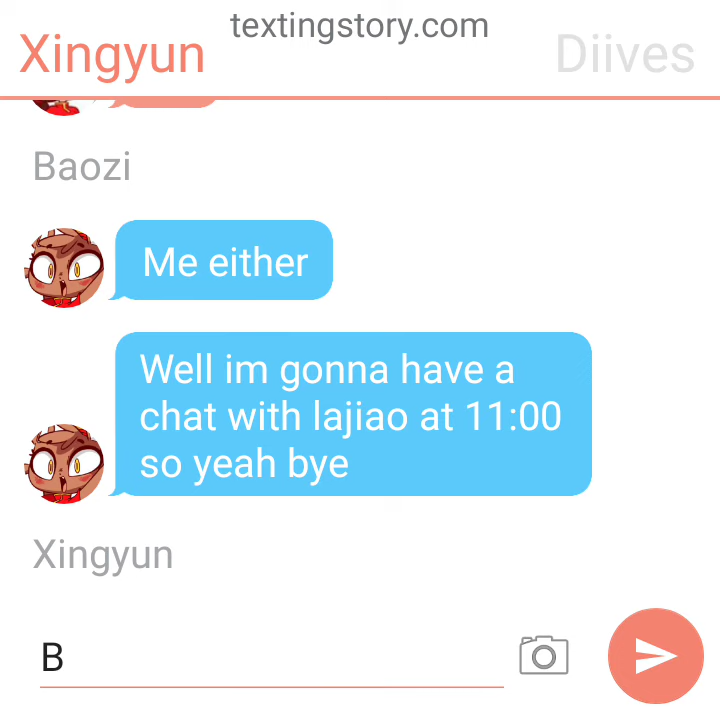 textingstory.com
Xingyun
Diives
Baozi
Me either
Well im gonna have a
chat with lajiao at 11:00
so yeah bye
Xingyun
B